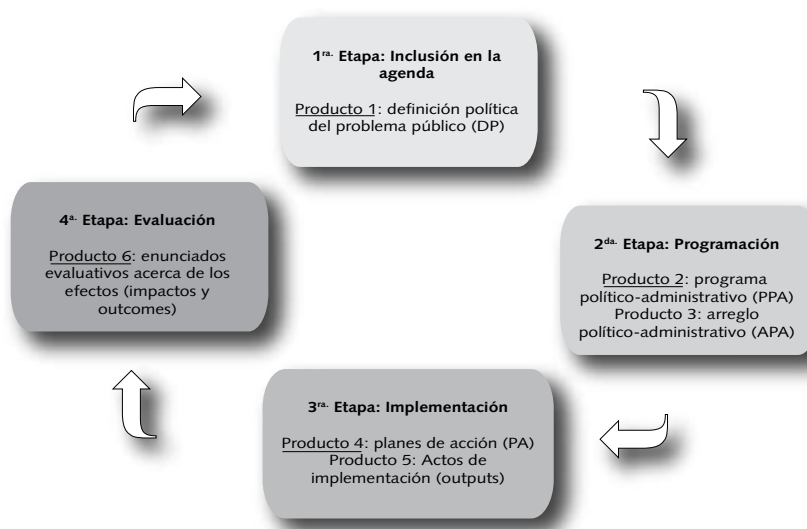 1ra. Etapa: Inclusión en la
agenda
Producto 1: definición política
del problema público (DP)
2da. Etapa: Programación
Producto 2: programa
político-administrativo (PPA)
Producto 3: arreglo
político-administrativo (APA)
3ra. Etapa: Implementación
Producto 4: planes de acción (PA)
Producto 5: Actos de
implementación (outputs)
4a. Etapa: Evaluación
Producto 6: enunciados
evaluativos acerca de los
efectos (impactos y
outcomes)